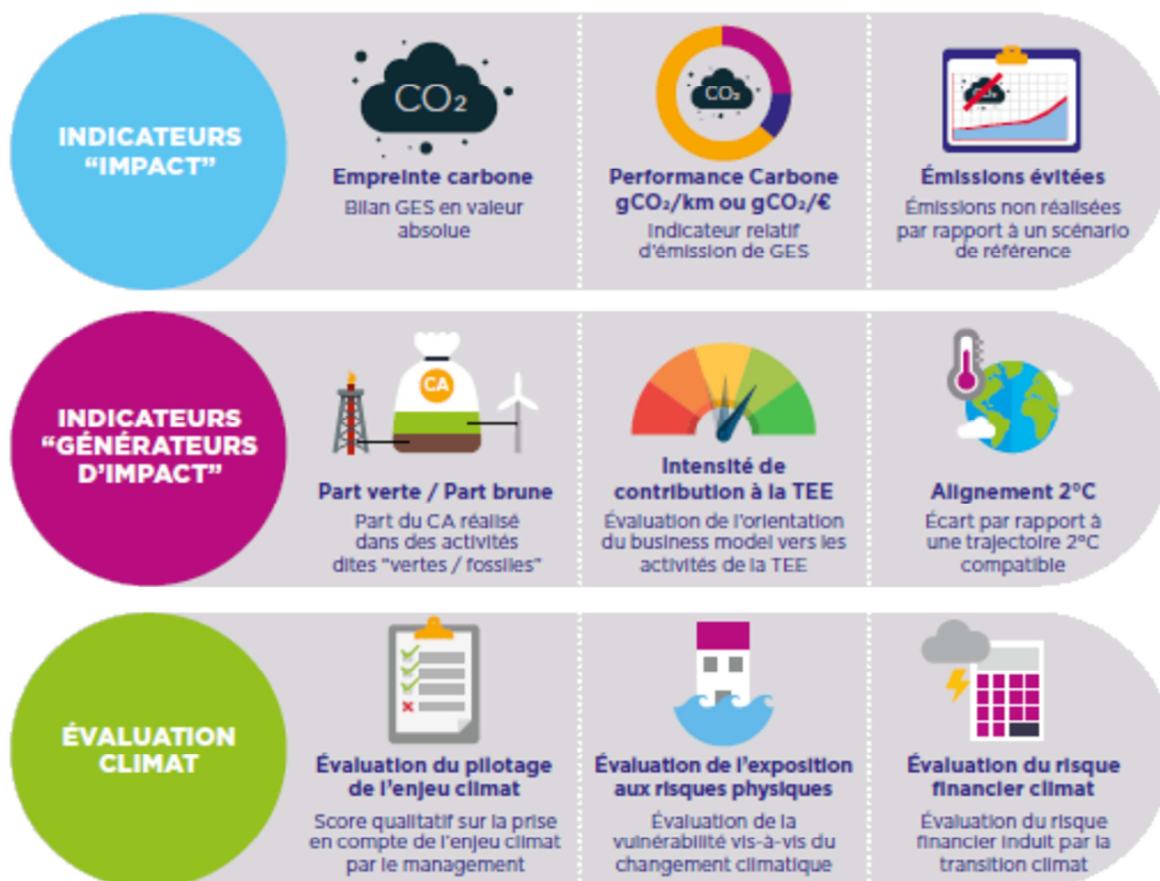 INDICATEURS
“IMPACT”
CO₂
Empreinte carbone
Bilan GES en valeur
absolue
CO₂
Performance Carbone
gCO₂/km ou gCO₂/€
Indicateur relatif
d’émission de GES
CO₂
Émissions évitées
Émissions non réalisées
par rapport à un scénario
de référence
INDICATEURS
“GÉNÉRATEURS
D’IMPACT”
CA
Part verte / Part brune
Part du CA réalisé
dans des activités
dites “vertes / fossiles”
Intensité de
contribution à la TEE
Évaluation de l’orientation
du business model vers les
activités de la TEE
Alignement 2°C
Écart par rapport à
une trajectoire 2°C
compatible
ÉVALUATION
CLIMAT
Évaluation du pilotage
de l’enjeu climat
Score qualitatif sur la prise
en compte de l’enjeu climat
par le management
Évaluation de l’exposition
aux risques physiques
Évaluation de la
vulnérabilité vis-à-vis du
changement climatique
Évaluation du risque
financier climat
Évaluation du risque
financier induit par la
transition climat